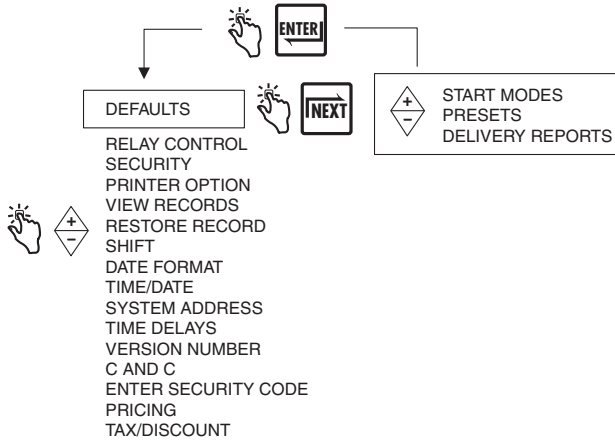 ENTER
DEFAULTS
NEXT
+
−
START MODES
PRESETS
DELIVERY REPORTS
RELAY CONTROL
SECURITY
PRINTER OPTION
VIEW RECORDS
RESTORE RECORD
SHIFT
DATE FORMAT
TIME/DATE
SYSTEM ADDRESS
TIME DELAYS
VERSION NUMBER
C AND C
ENTER SECURITY CODE
PRICING
TAX/DISCOUNT
+
−